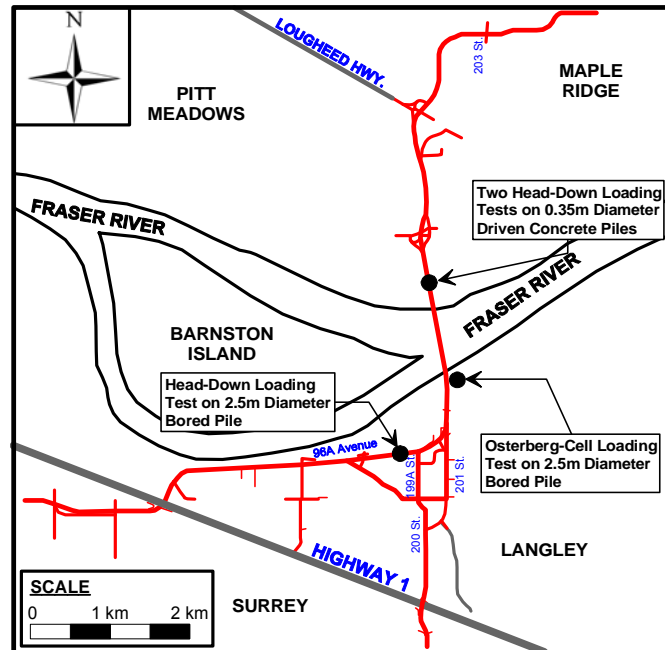 N
LOUGHEED HWY.
203 St.
MAPLE
RIDGE
PITT
MEADOWS
FRASER RIVER
Two Head-Down Loading
Tests on 0.35m Diameter
Driven Concrete Piles
FRASER RIVER
BARNSTON
ISLAND
Head-Down Loading
Test on 2.5m Diameter
Bored Pile
96A Avenue
199A St.
201 St.
Osterberg-Cell Loading
Test on 2.5m Diameter
Bored Pile
200 St.
HIGHWAY 1
LANGLEY
SURREY
SCALE
0 1 km 2 km